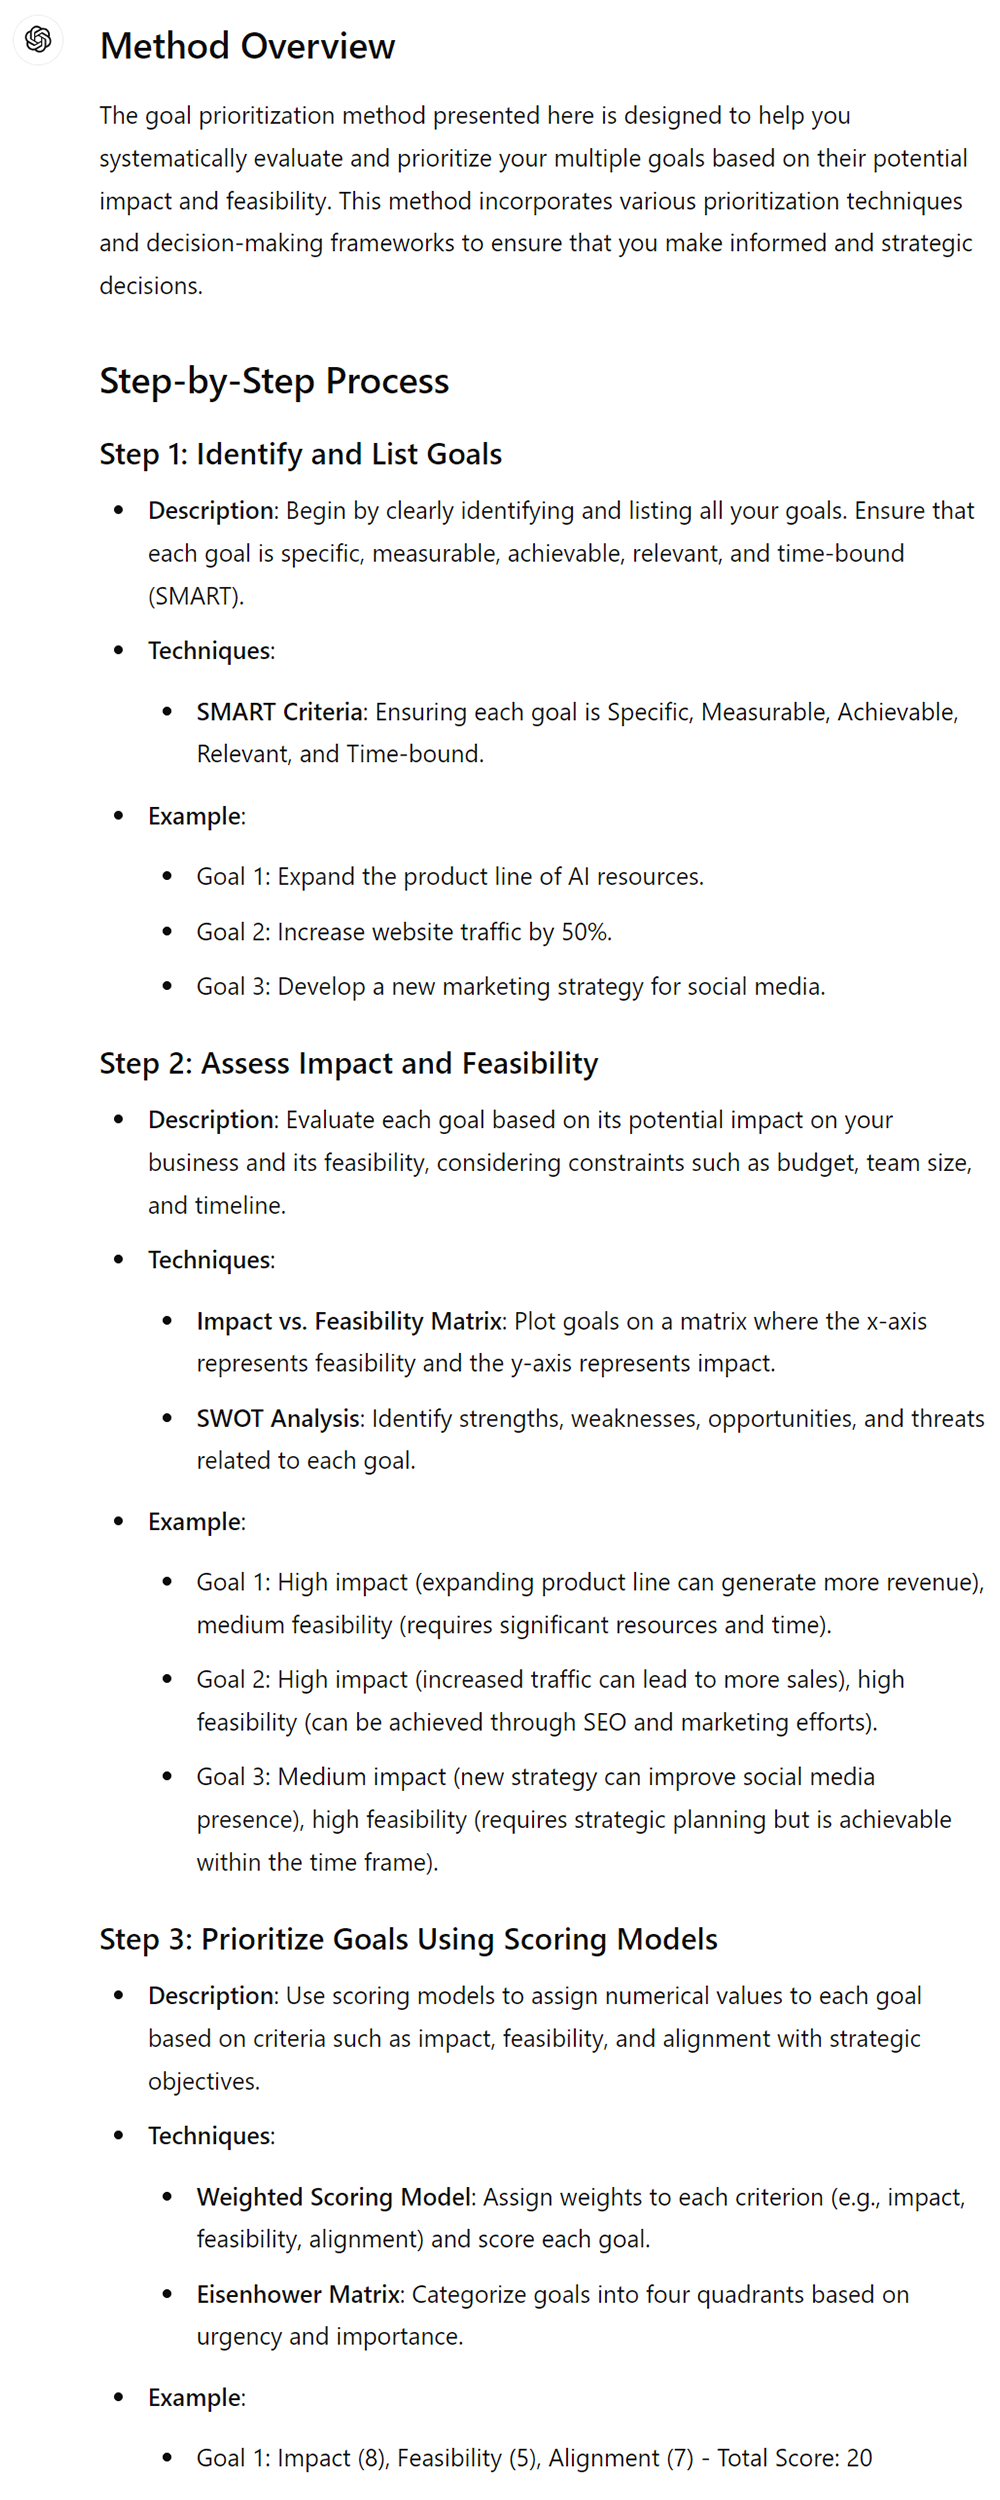 Method Overview
The goal prioritization method presented here is designed to help you
systematically evaluate and prioritize your multiple goals based on their potential
impact and feasibility. This method incorporates various prioritization techniques
and decision-making frameworks to ensure that you make informed and strategic
decisions.
Step-by-Step Process
Step 1: Identify and List Goals
• Description: Begin by clearly identifying and listing all your goals. Ensure that
each goal is specific, measurable, achievable, relevant, and time-bound
(SMART).
• Techniques:
• SMART Criteria: Ensuring each goal is Specific, Measurable, Achievable,
Relevant, and Time-bound.
• Example:
• Goal 1: Expand the product line of AI resources.
• Goal 2: Increase website traffic by 50%.
• Goal 3: Develop a new marketing strategy for social media.
Step 2: Assess Impact and Feasibility
• Description: Evaluate each goal based on its potential impact on your
business and its feasibility, considering constraints such as budget, team size,
and timeline.
• Techniques:
• Impact vs. Feasibility Matrix: Plot goals on a matrix where the x-axis
represents feasibility and the y-axis represents impact.
• SWOT Analysis: Identify strengths, weaknesses, opportunities, and threats
related to each goal.
• Example:
• Goal 1: High impact (expanding product line can generate more revenue),
medium feasibility (requires significant resources and time).
• Goal 2: High impact (increased traffic can lead to more sales), high
feasibility (can be achieved through SEO and marketing efforts).
• Goal 3: Medium impact (new strategy can improve social media
presence), high feasibility (requires strategic planning but is achievable
within the time frame).
Step 3: Prioritize Goals Using Scoring Models
• Description: Use scoring models to assign numerical values to each goal
based on criteria such as impact, feasibility, and alignment with strategic
objectives.
• Techniques:
• Weighted Scoring Model: Assign weights to each criterion (e.g., impact,
feasibility, alignment) and score each goal.
• Eisenhower Matrix: Categorize goals into four quadrants based on
urgency and importance.
• Example:
• Goal 1: Impact (8), Feasibility (5), Alignment (7) - Total Score: 20